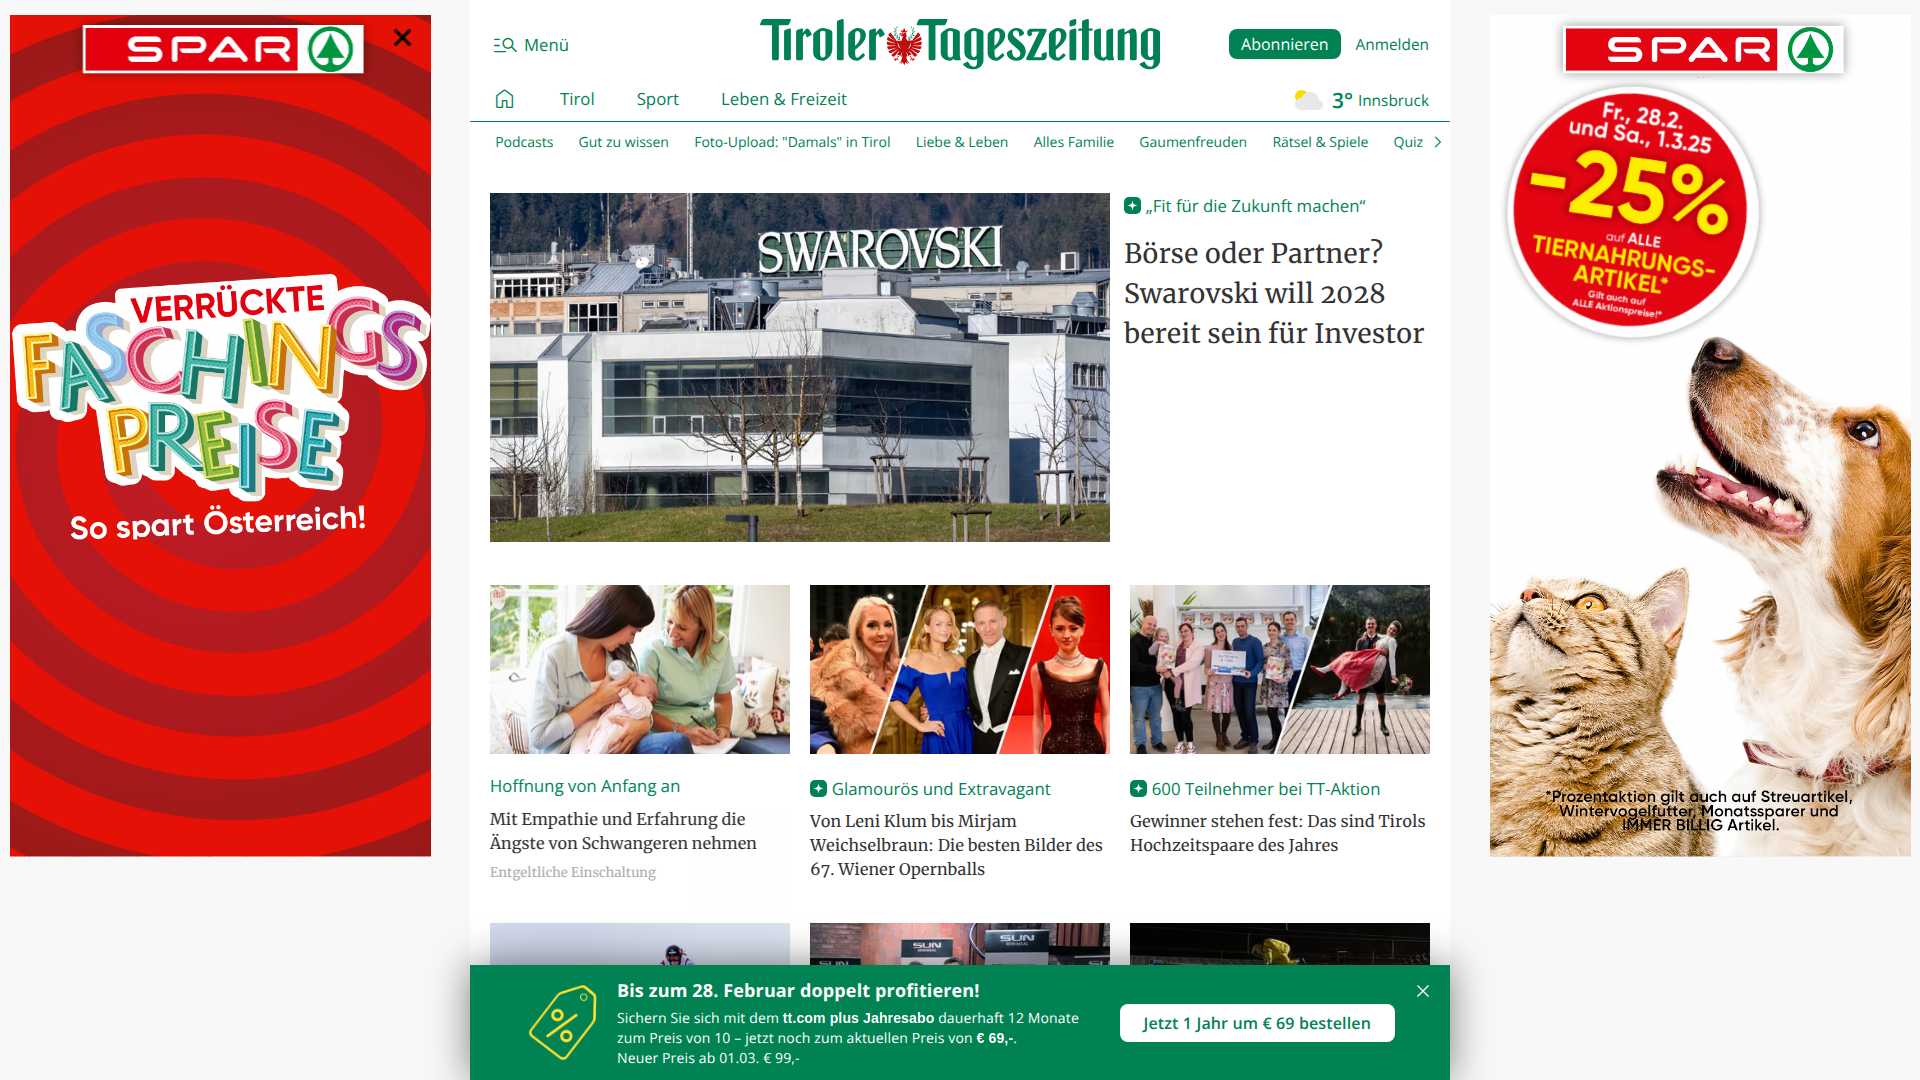 SPAR
VERRÜCKTE
FASCHINGS
PREISE
So spart Österreich!
Menü
Tiroler Tageszeitung
Abonnieren
Anmelden
Tirol
Sport
Leben & Freizeit
3° Innsbruck
Podcasts
Gut zu wissen
Foto-Upload: "Damals" in Tirol
Liebe & Leben
Alles Familie
Gaumenfreuden
Rätsel & Spiele
Quiz
SWAROVSKI
„Fit für die Zukunft machen“
Börse oder Partner?
Swarovski will 2028
bereit sein für Investor
Hoffnung von Anfang an
Mit Empathie und Erfahrung die
Ängste von Schwangeren nehmen
Entgeltliche Einschaltung
Glamourös und Extravagant
Von Leni Klum bis Mirjam
Weichselbraun: Die besten Bilder des
67. Wiener Opernballs
600 Teilnehmer bei TT-Aktion
Gewinner stehen fest: Das sind Tirols
Hochzeitspaare des Jahres
SUN
SUN
Bis zum 28. Februar doppelt profitieren!
Sichern Sie sich mit dem tt.com plus Jahresabo dauerhaft 12 Monate
zum Preis von 10 – jetzt noch zum aktuellen Preis von € 69,-.
Neuer Preis ab 01.03. € 99,-
Jetzt 1 Jahr um € 69 bestellen
SPAR
Fr., 28.2.
und Sa., 1.3.25
-25%
auf ALLE
TIERNAHRUNGS-
ARTIKEL*
Gilt auch auf
ALLE Aktionspreise!*
*Prozentaktion gilt auch auf Streuartikel,
Wintervogelfutter, Monatssparer und
IMMER BILLIG Artikel.